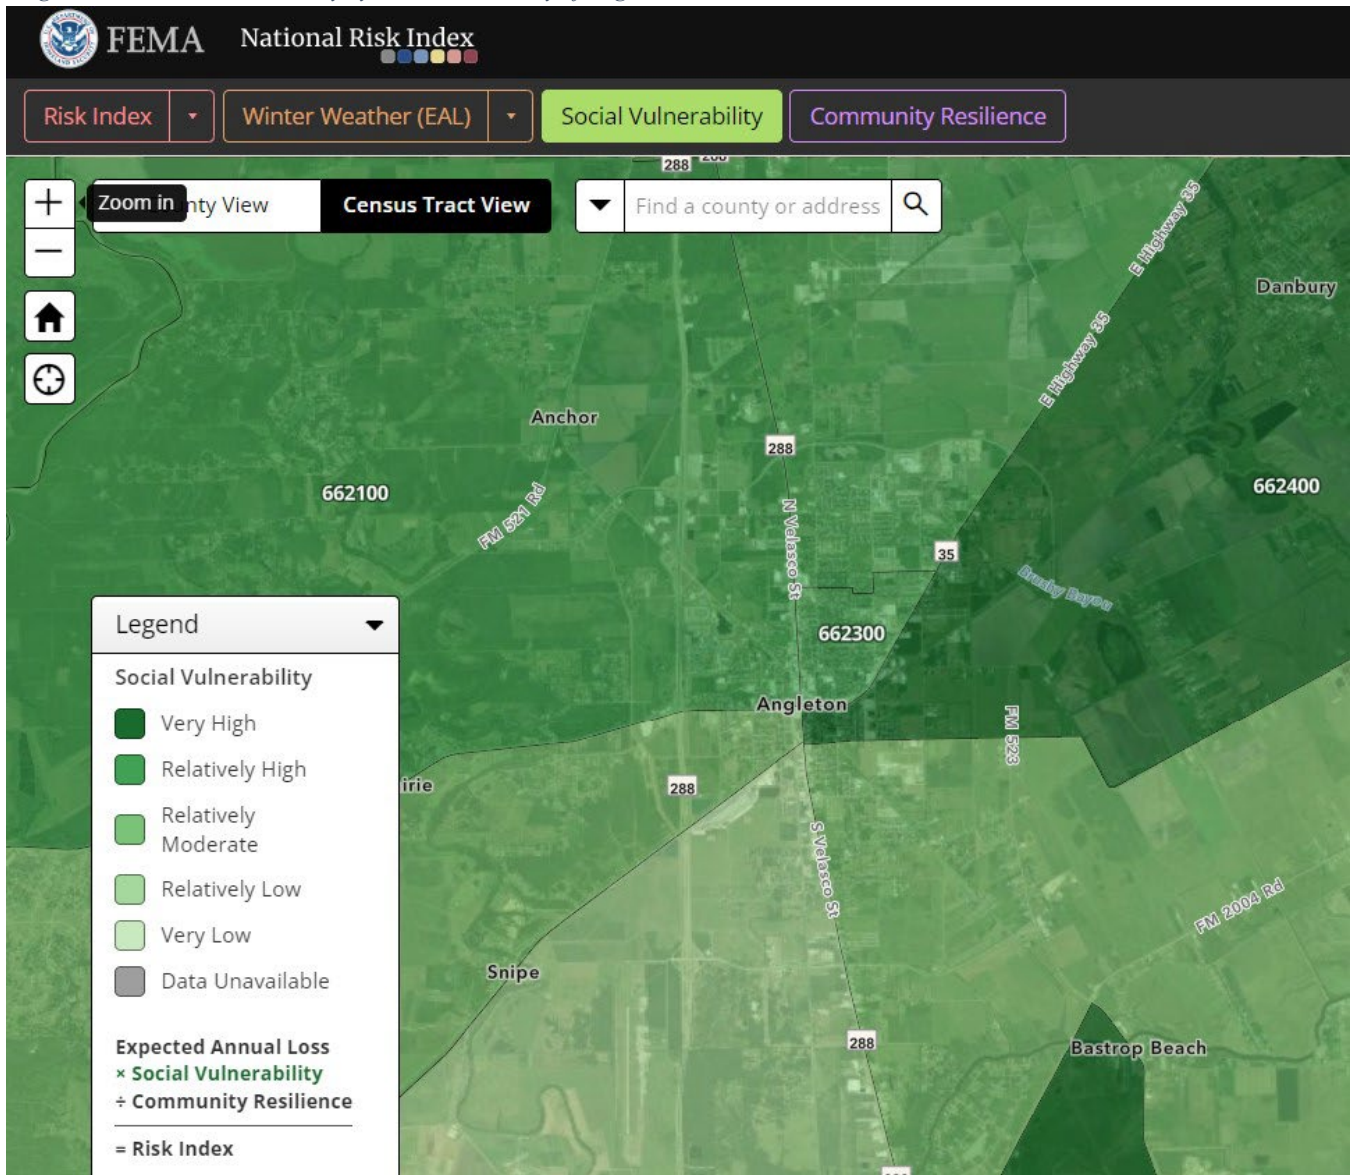 FEMA
National Risk Index
Risk Index
Winter Weather (EAL)
Social Vulnerability
Community Resilience
288
Zoom in
nty View
Census Tract View
Find a county or address
E Highway 35
Danbury
E Highway 35
Anchor
288
662100
662400
FM 521 Rd
N Velasco St
35
Brushy Bayou
Legend
662300
Social Vulnerability
Angleton
Very High
FM 523
Relatively High
irie
288
Relatively
Moderate
S Velasco St
Relatively Low
FM 2004 Rd
Very Low
Snipe
Data Unavailable
288
Bastrop Beach
Expected Annual Loss
× Social Vulnerability
÷ Community Resilience
= Risk Index